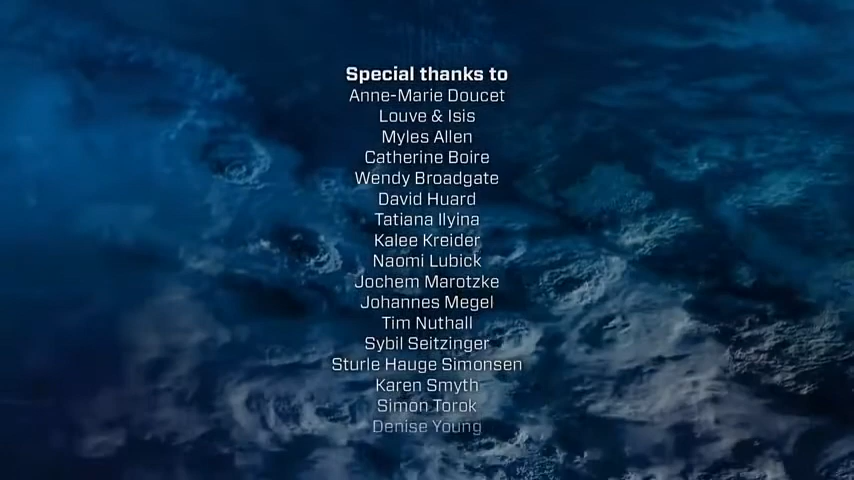 Special thanks to
Anne-Marie Doucet
Louve & Isis
Myles Allen
Catherine Boire
Wendy Broadgate
David Huard
Tatiana Ilyina
Kalee Kreider
Naomi Lubick
Jochem Marotzke
Johannes Megel
Tim Nuthall
Sybil Seitzinger
Sturle Hauge Simonsen
Karen Smyth
Simon Torok
Denise Young